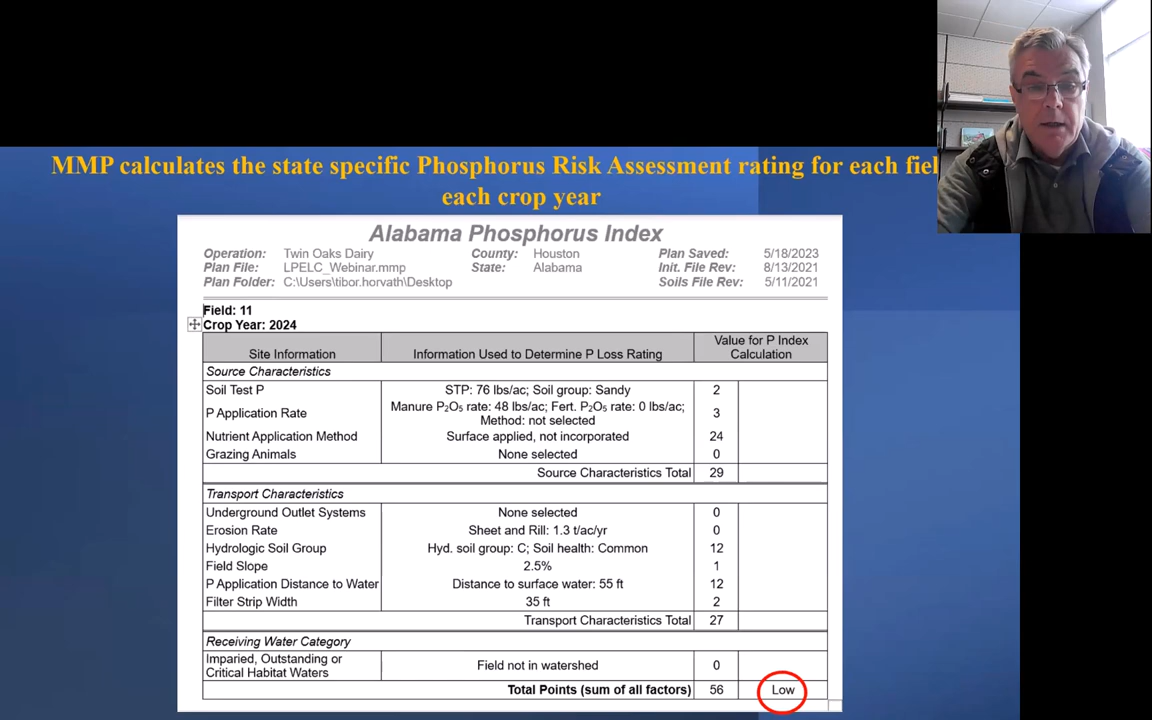 MMP calculates the state specific Phosphorus Risk Assessment rating for each
each crop year
Alabama Phosphorus Index
Operation: Twin Oaks Dairy County: Houston Plan Saved: 5/18/2023
Plan File: LPELC_Webinar.mmp State: Alabama Init. File Rev: 8/13/2021
Plan Folder: C:\Users\tibor.horvath\Desktop Soils File Rev: 5/11/2021
Field: 11
Crop Year: 2024
Site Information Information Used to Determine P Loss Rating Value for P Index
Calculation
Source Characteristics
Soil Test P STP: 76 lbs/ac; Soil group: Sandy 2
P Application Rate Manure P₂O₅ rate: 48 lbs/ac; Fert. P₂O₅ rate: 0 lbs/ac;
Method: not selected 3
Nutrient Application Method Surface applied, not incorporated 24
Grazing Animals None selected 0
Source Characteristics Total 29
Transport Characteristics
Underground Outlet Systems None selected 0
Erosion Rate Sheet and Rill: 1.3 t/ac/yr 0
Hydrologic Soil Group Hyd. soil group: C; Soil health: Common 12
Field Slope 2.5% 1
P Application Distance to Water Distance to surface water: 55 ft 12
Filter Strip Width 35 ft 2
Transport Characteristics Total 27
Receiving Water Category
Imparied, Outstanding or
Critical Habitat Waters Field not in watershed 0
Total Points (sum of all factors) 56 Low